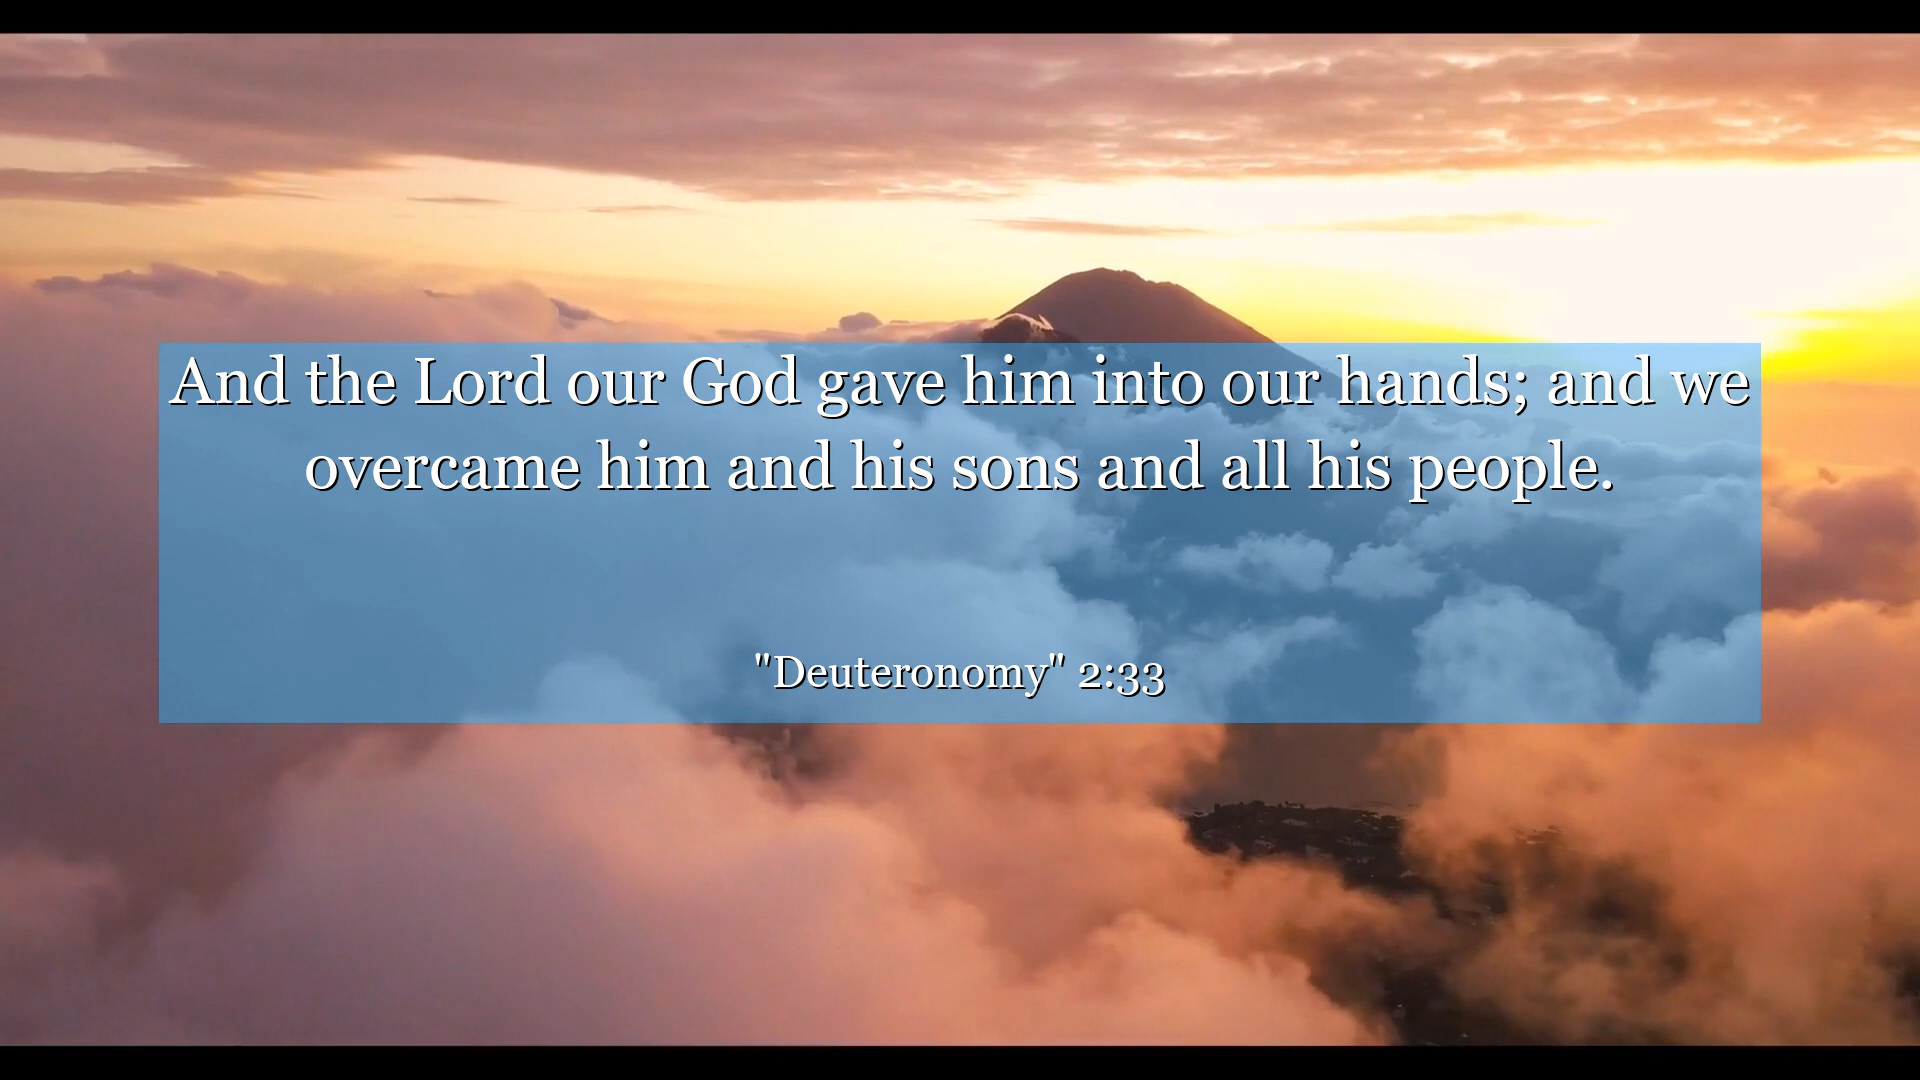 And the Lord our God gave him into our hands; and we
overcame him and his sons and all his people.
"Deuteronomy" 2:33